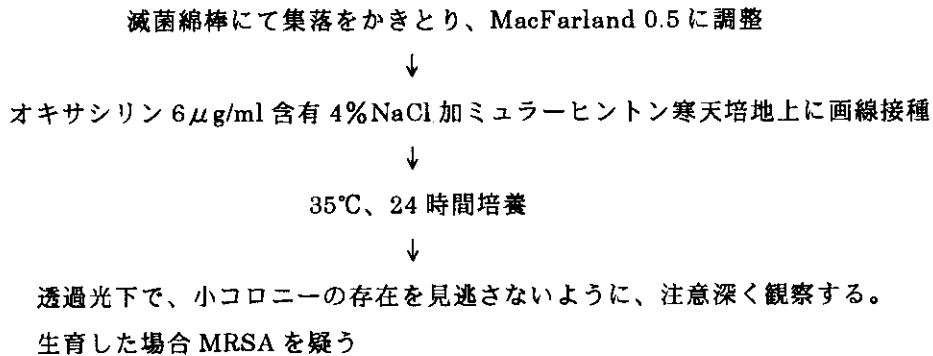 滅菌綿棒にて集落をかきとり、MacFarland 0.5 に調整
↓
オキサシリン 6μg/ml 含有 4%NaCl 加ミュラーヒントン寒天培地上に画線接種
↓
35℃、24 時間培養
↓
透過光下で、小コロニーの存在を見逃さないように、注意深く観察する。
生育した場合 MRSA を疑う